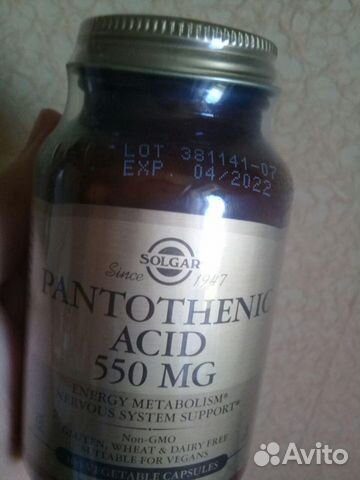 LOT 381141-07
EXP 04/2022
SOLGAR
Since 1947
PANTOTHENIC
ACID
550 MG
ENERGY METABOLISM*
NERVOUS SYSTEM SUPPORT*
Non-GMO
GLUTEN, WHEAT & DAIRY FREE
SUITABLE FOR VEGANS
VEGETABLE CAPSULES
Avito